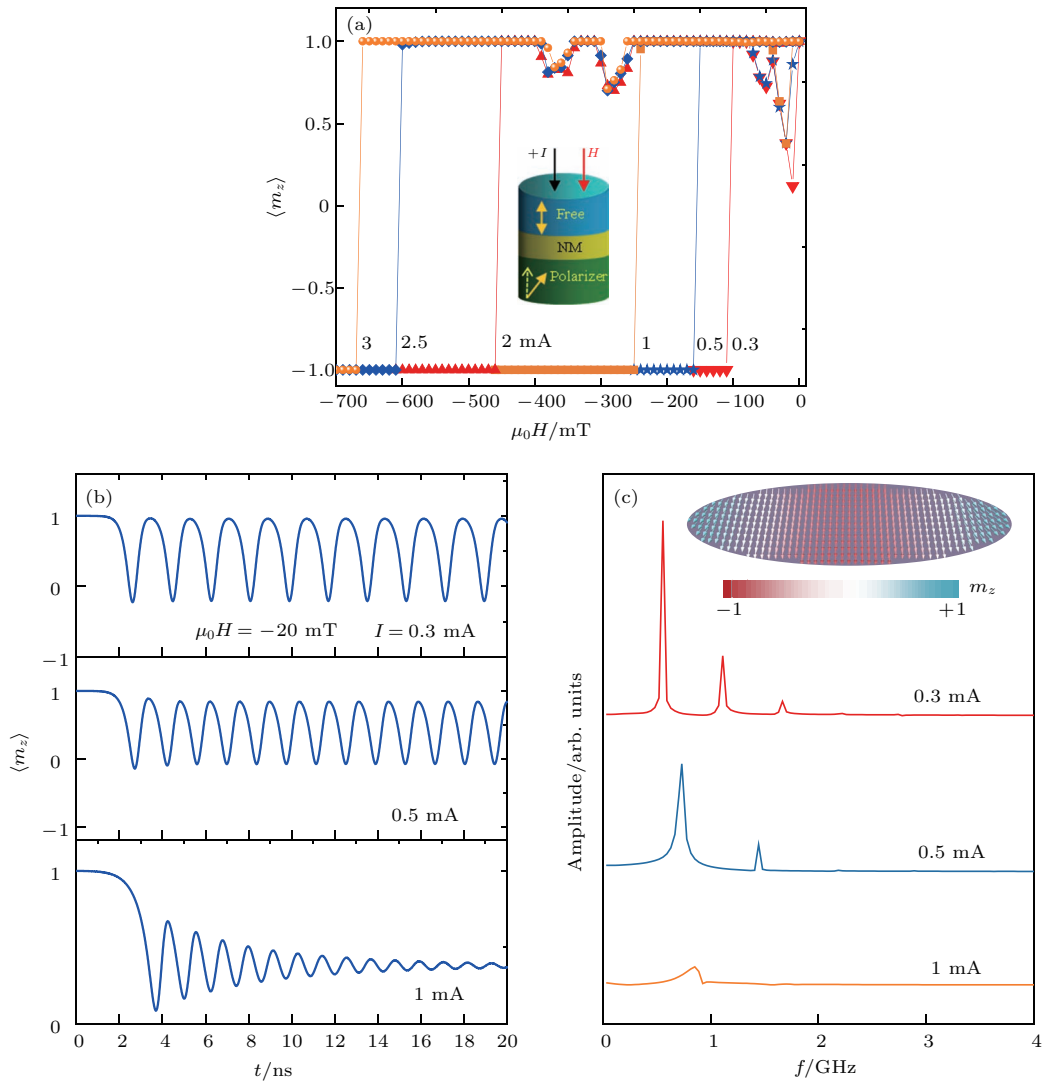 (a)
1.0
0.5
0
−0.5
−1.0
⟨m_z⟩
+I
H
Free
NM
Polarizer
3
2.5
2 mA
1
0.5
0.3
−700
−600
−500
−400
−300
−200
−100
0
μ₀H/mT
(b)
1
0
−1
μ₀H = −20 mT
I = 0.3 mA
1
0
−1
0.5 mA
⟨m_z⟩
1
0
1 mA
0
2
4
6
8
10
12
14
16
18
20
t/ns
(c)
m_z
−1
+1
0.3 mA
0.5 mA
1 mA
Amplitude/arb. units
0
1
2
3
4
f/GHz